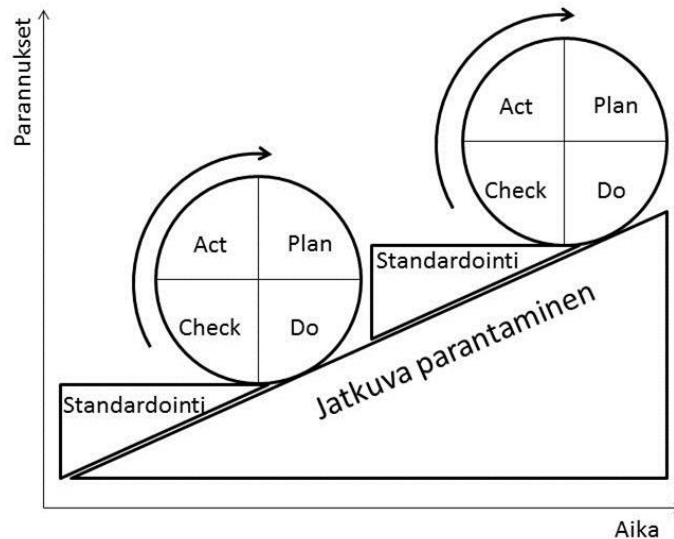 Parannukset
Act Plan
Check Do
Standardointi
Act Plan
Check Do
Standardointi
Jatkuva parantaminen
Aika